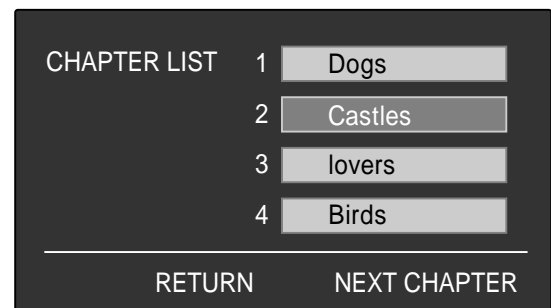 CHAPTER LIST 1 Dogs
2 Castles
3 lovers
4 Birds
RETURN NEXT CHAPTER